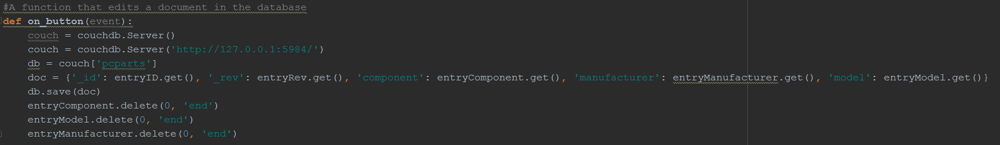 #A function that edits a document in the database
def on_button(event):
    couch = couchdb.Server()
    couch = couchdb.Server('http://127.0.0.1:5984/')
    db = couch['pcparts']
    doc = {'_id': entryID.get(), '_rev': entryRev.get(), 'component': entryComponent.get(), 'manufacturer': entryManufacturer.get(), 'model': entryModel.get()}
    db.save(doc)
    entryComponent.delete(0, 'end')
    entryModel.delete(0, 'end')
    entryManufacturer.delete(0, 'end')